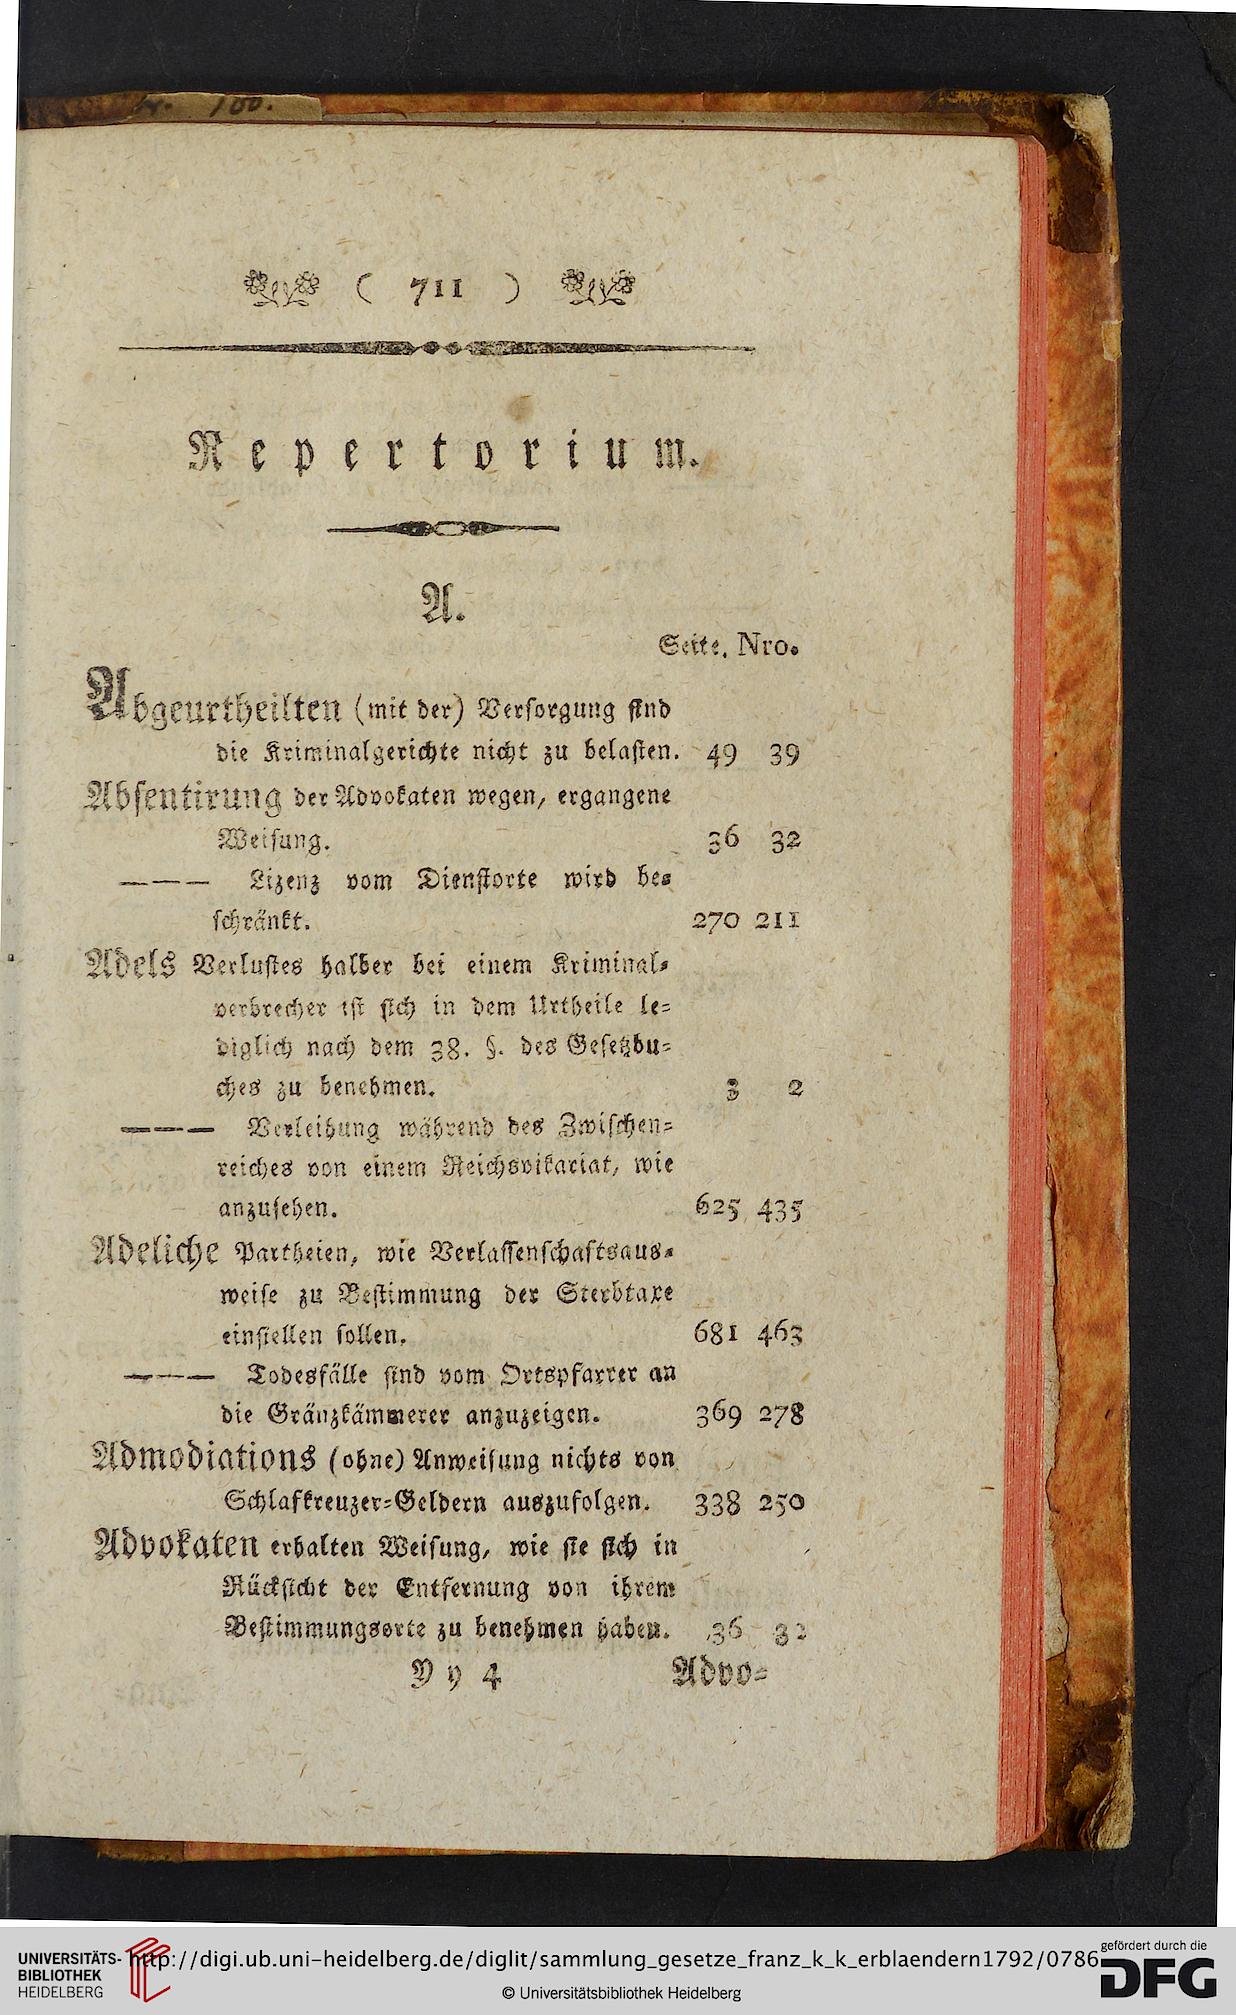 ( 711 )
Repertorium.
A.
Seite. Nro.
Abgeurtheilten (mit der) Versorgung sind
die Kriminalgerichte nicht zu belasten. 49 39
Absentirung der Advokaten wegen, ergangene
Weisung. 36 32
——— Lizenz vom Dienstorte wird be=
schränkt. 270 211
Adels Verlustes halber bei einem Kriminal=
verbrecher ist sich in dem Urtheile le=
diglich nach dem 38. §. des Gesetzbu=
ches zu benehmen. 3 2
——— Verleihung während des Zwischen=
reiches von einem Reichsvikariat, wie
anzusehen. 625 435
Adeliche Partheien, wie Verlassenschaftsaus=
weise zu Bestimmung der Sterbtaxe
einstellen sollen. 681 463
——— Todesfälle sind vom Ortspfarrer an
die Gränzkämmerer anzuzeigen. 369 278
Admodiations (ohne) Anweisung nichts von
Schlafkreuzer=Geldern auszufolgen. 338 250
Advokaten erhalten Weisung, wie sie sich in
Rücksicht der Entfernung von ihrem
Bestimmungsorte zu benehmen haben. 36 32
Yy 4 Advo=
UNIVERSITÄTS-
BIBLIOTHEK
HEIDELBERG
http://digi.ub.uni-heidelberg.de/diglit/sammlung_gesetze_franz_k_k_erblaendern1792/0786
© Universitätsbibliothek Heidelberg
gefördert durch die
DFG